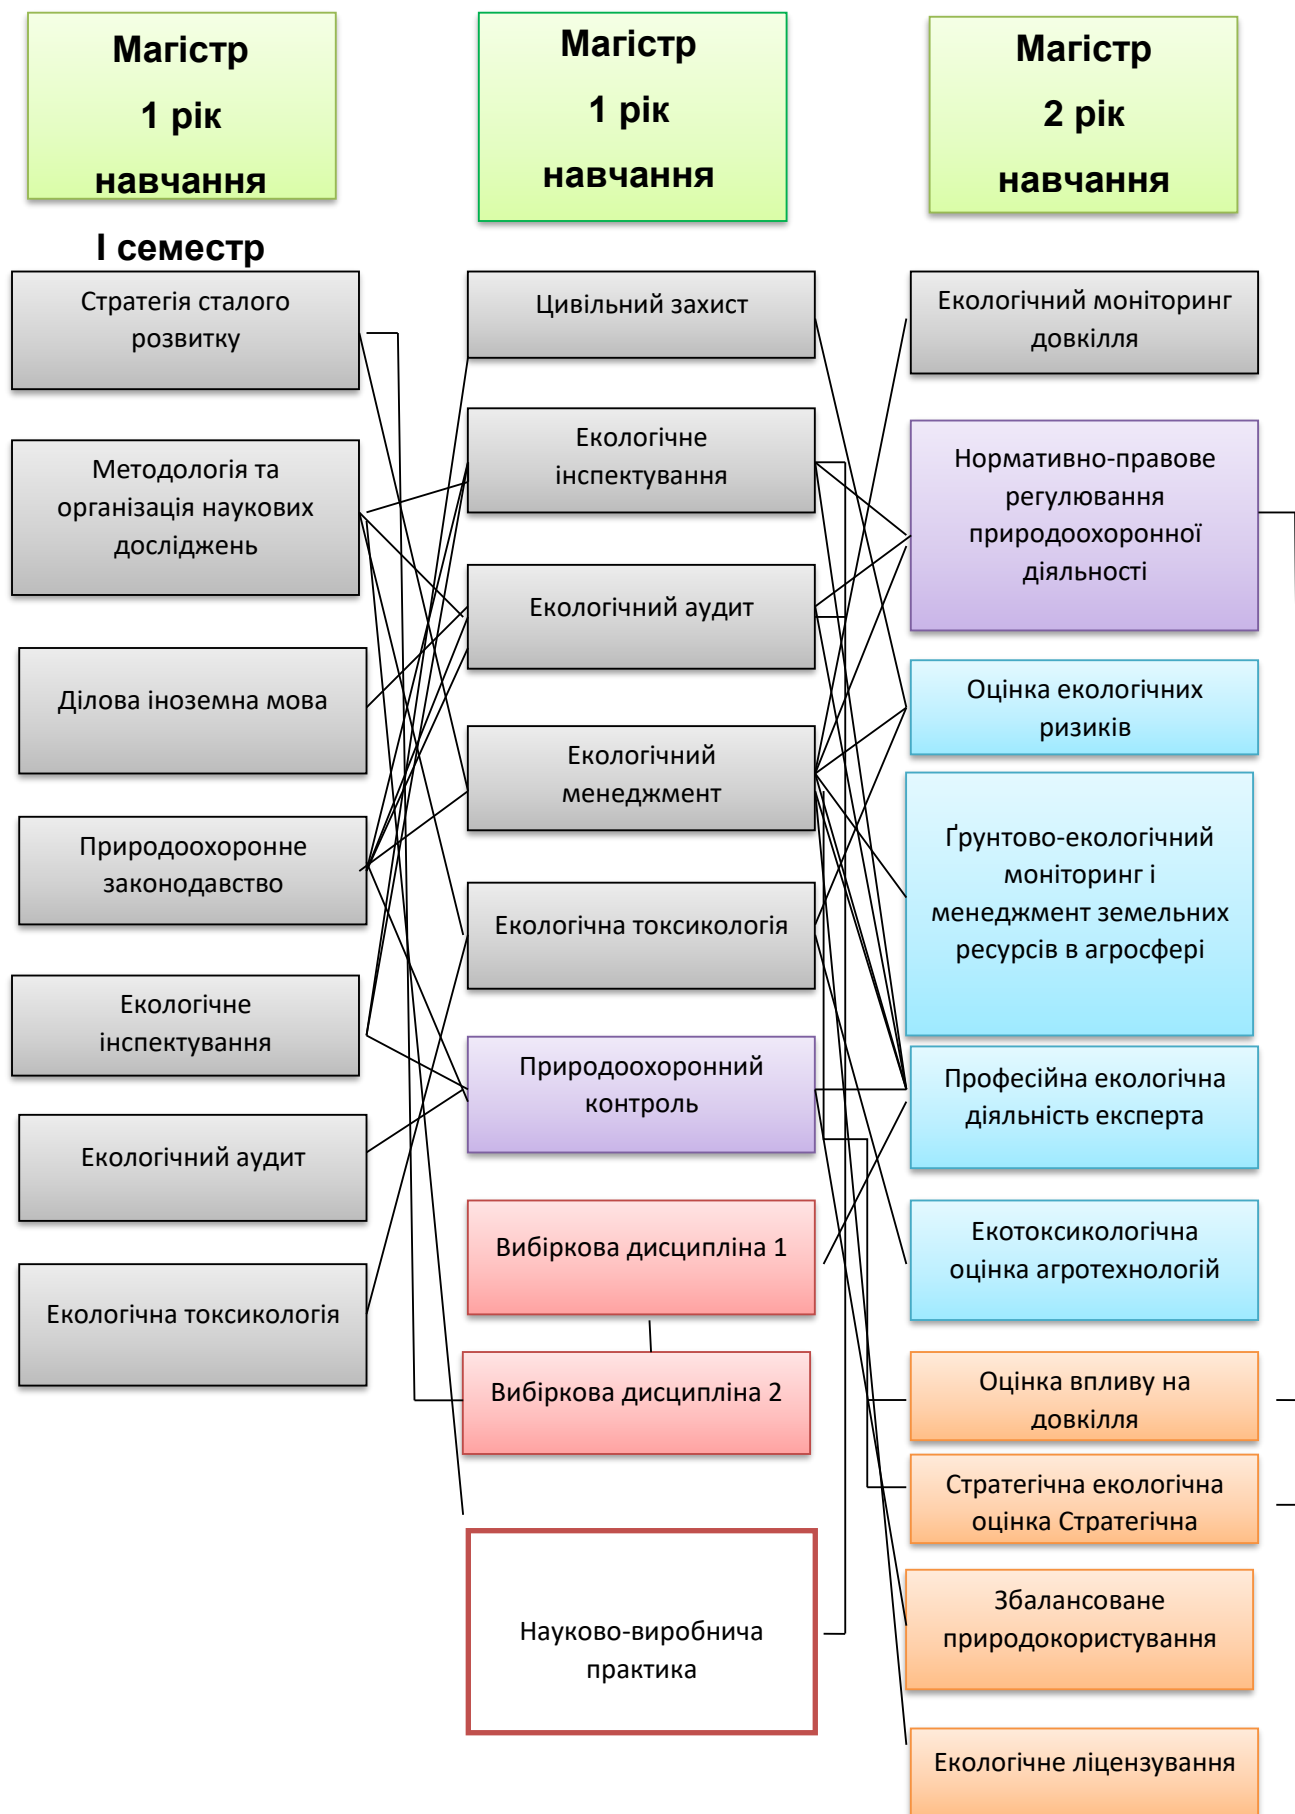 Магістр
1 рік
навчання
І семестр
Стратегія сталого
розвитку
Методологія та
організація наукових
досліджень
Ділова іноземна мова
Природоохоронне
законодавство
Екологічне
інспектування
Екологічний аудит
Екологічна токсикологія
Магістр
1 рік
навчання
Цивільний захист
Екологічне
інспектування
Екологічний аудит
Екологічний
менеджмент
Екологічна токсикологія
Природоохоронний
контроль
Вибіркова дисципліна 1
Вибіркова дисципліна 2
Науково-виробнича
практика
Магістр
2 рік
навчання
Екологічний моніторинг
довкілля
Нормативно-правове
регулювання
природоохоронної
діяльності
Оцінка екологічних
ризиків
Ґрунтово-екологічний
моніторинг і
менеджмент земельних
ресурсів в агросфері
Професійна екологічна
діяльність експерта
Екотоксикологічна
оцінка агротехнологій
Оцінка впливу на
довкілля
Стратегічна екологічна
оцінка Стратегічна
Збалансоване
природокористування
Екологічне ліцензування